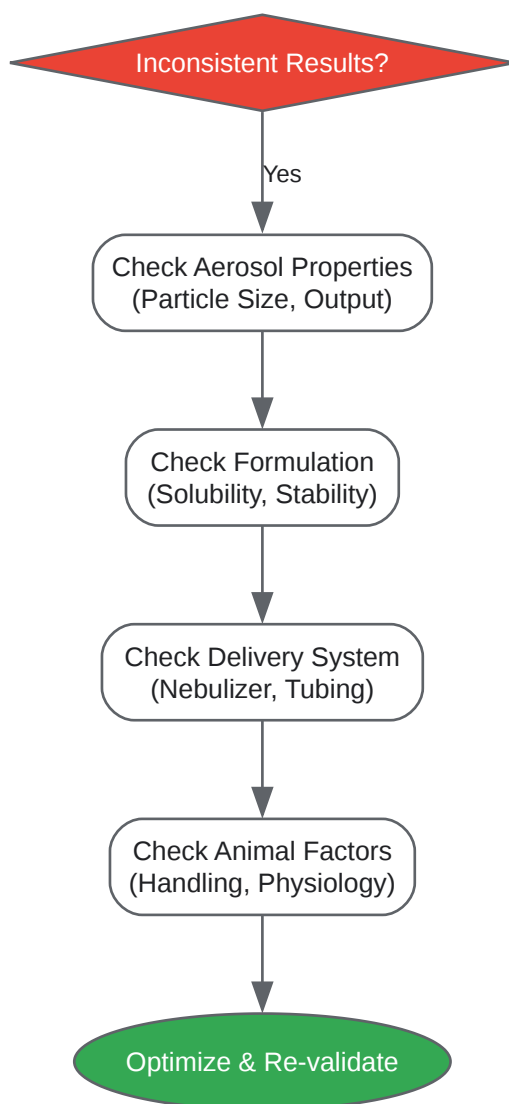 Inconsistent Results?
Yes
Check Aerosol Properties
(Particle Size, Output)
Check Formulation
(Solubility, Stability)
Check Delivery System
(Nebulizer, Tubing)
Check Animal Factors
(Handling, Physiology)
Optimize & Re-validate